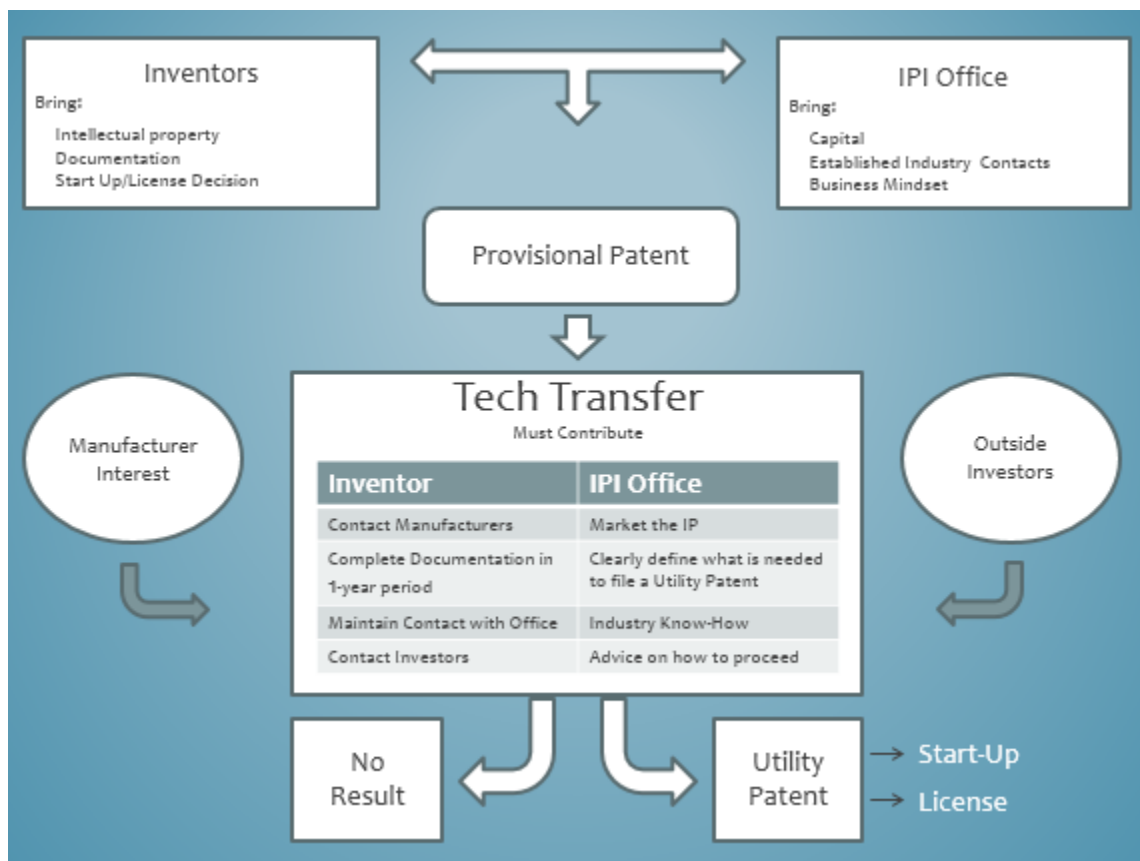 Inventors
Bring:
Intellectual property
Documentation
Start Up/License Decision
IPI Office
Bring:
Capital
Established Industry Contacts
Business Mindset
Provisional Patent
Manufacturer
Interest
Tech Transfer
Must Contribute
Inventor IPI Office
Contact Manufacturers Market the IP
Complete Documentation in
1-year period
Clearly define what is needed
to file a Utility Patent
Maintain Contact with Office Industry Know-How
Contact Investors Advice on how to proceed
Outside
Investors
No
Result
Utility
Patent
Start-Up
License